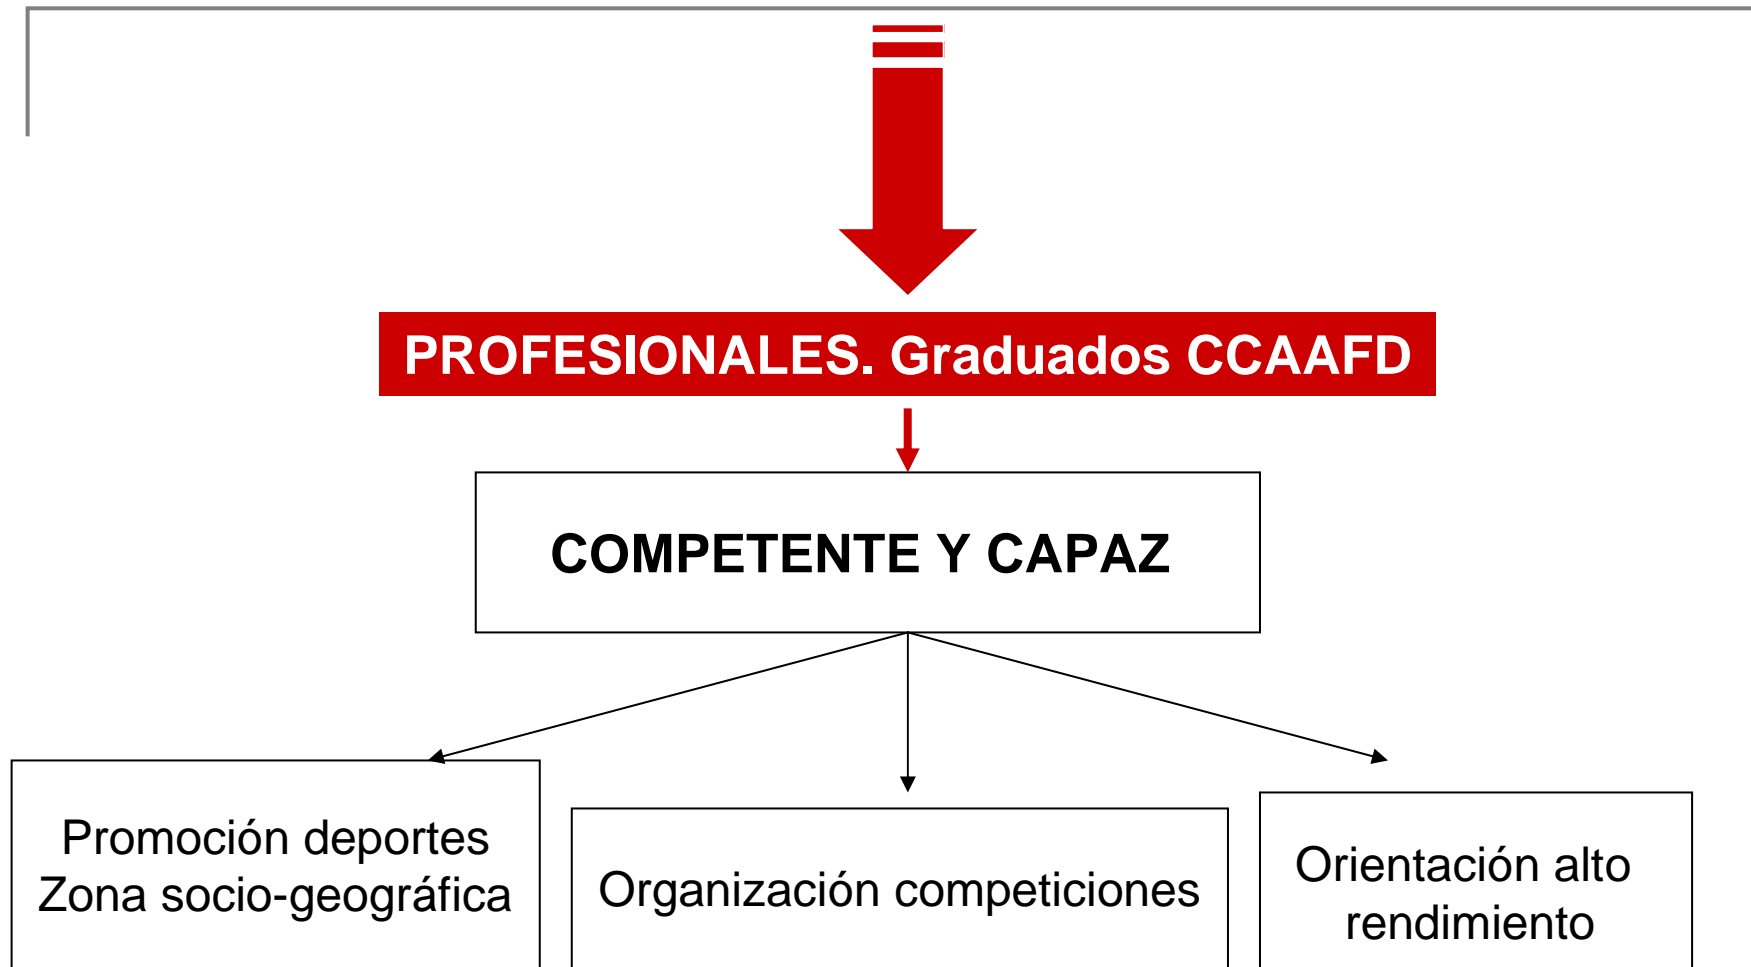 PROFESIONALES. Graduados CCAAFD
COMPETENTE Y CAPAZ
Promoción deportes
Zona socio-geográfica
Organización competiciones
Orientación alto
rendimiento